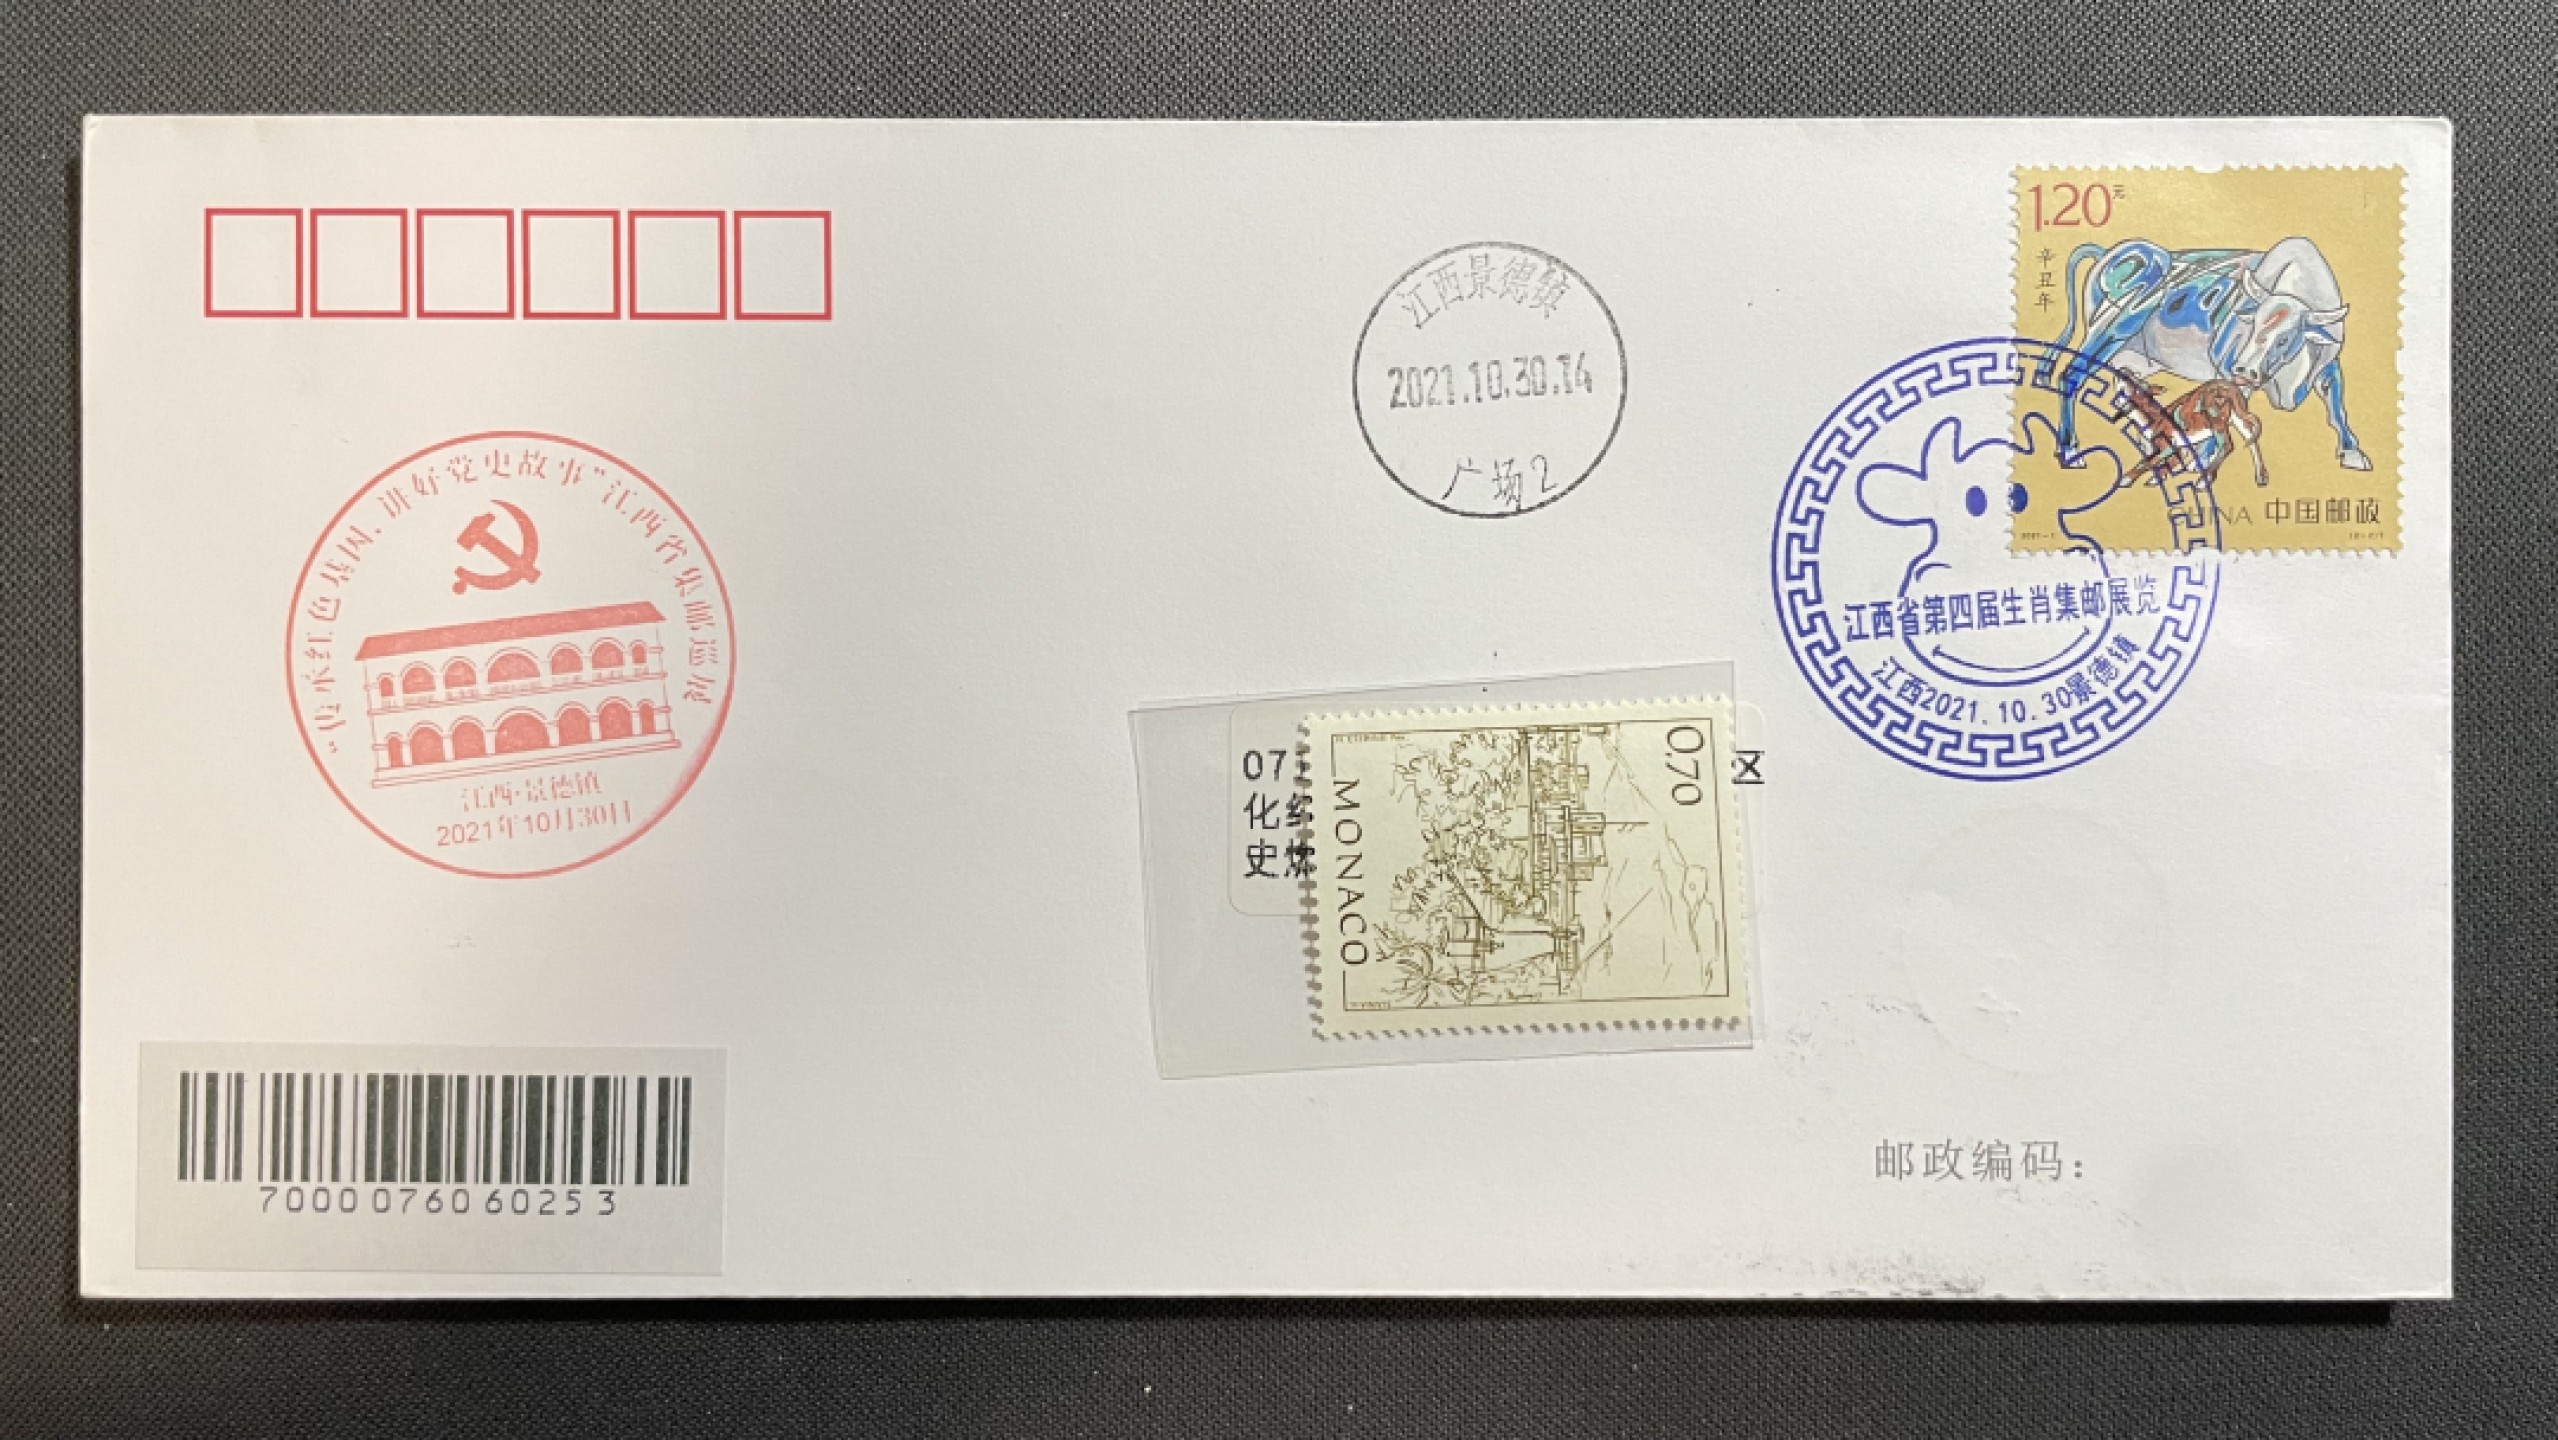 1.20元
辛丑年
CHINA 中国邮政
江西景德镇
2021.10.30.14
广场2
"传承红色基因、讲好党史故事"江西省集邮巡展
江西·景德镇
2021年10月30日
江西省第四届生肖集邮展览
江西2021.10.30景德镇
07
区
化
史
0.70
MONACO
70000760 60253
邮政编码：